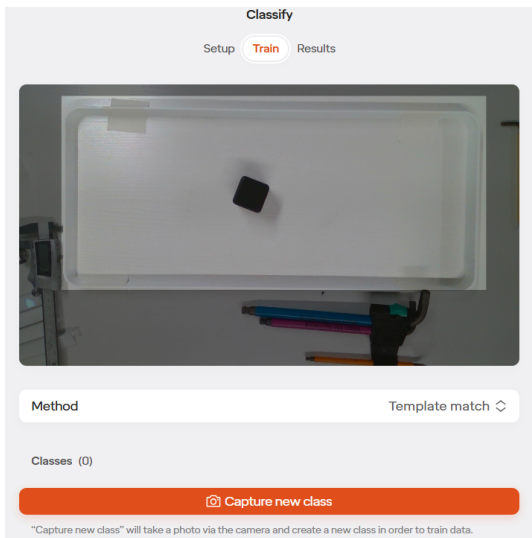 Classify
Setup Train Results
Method Template match
Classes (0)
Capture new class
"Capture new class" will take a photo via the camera and create a new class in order to train data.